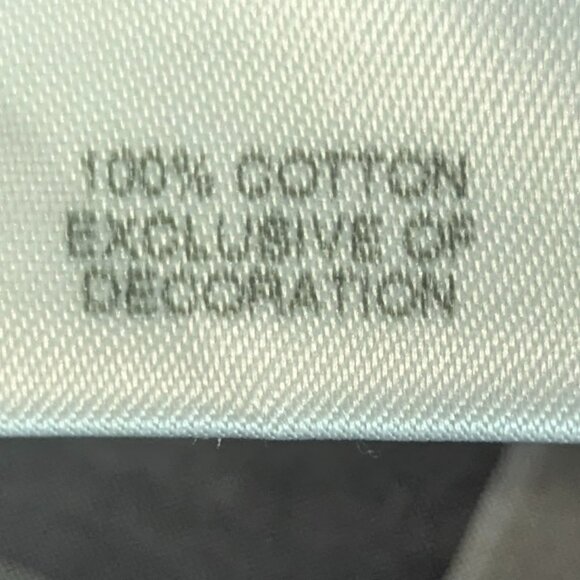 100% COTTON
EXCLUSIVE OF
DECORATION